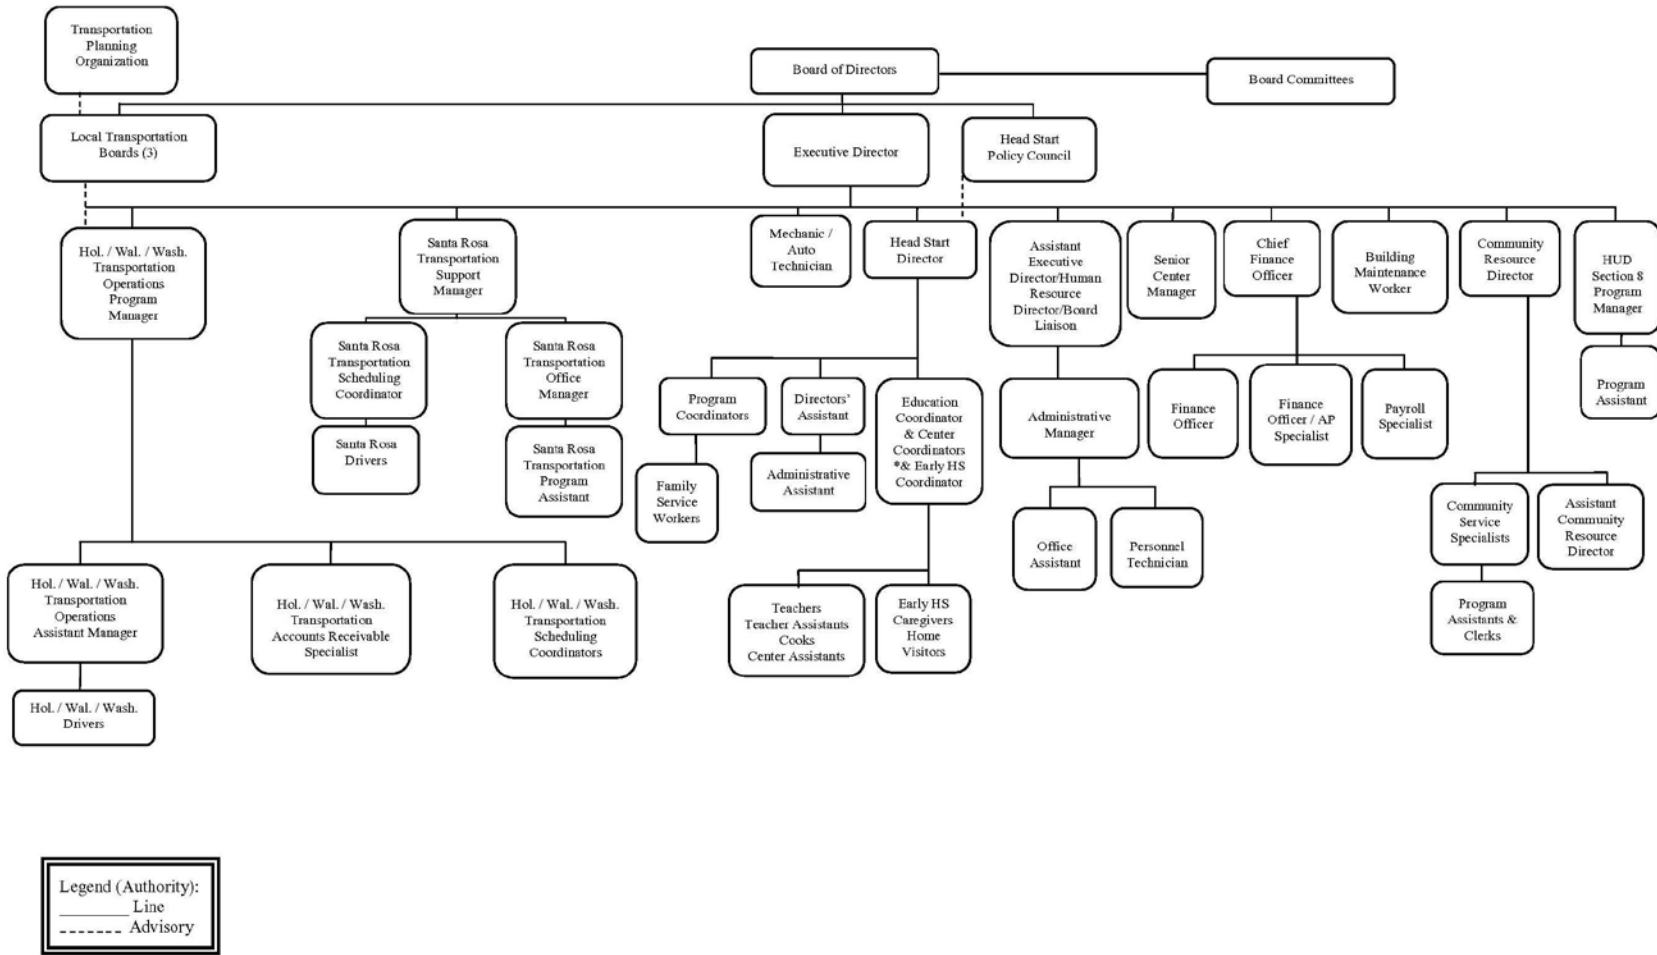 Transportation
Planning
Organization
Board of Directors
Board Committees
Local Transportation
Boards (3)
Executive Director
Head Start
Policy Council
Hol. / Wal. / Wash.
Transportation
Operations
Program
Manager
Santa Rosa
Transportation
Support
Manager
Mechanic /
Auto
Technician
Head Start
Director
Assistant
Executive
Director/Human
Resource
Director/Board
Liaison
Senior
Center
Manager
Chief
Finance
Officer
Building
Maintenance
Worker
Community
Resource
Director
HUD
Section 8
Program
Manager
Santa Rosa
Transportation
Scheduling
Coordinator
Santa Rosa
Transportation
Office
Manager
Program
Coordinators
Directors'
Assistant
Education
Coordinator
& Center
Coordinators
*& Early HS
Coordinator
Administrative
Manager
Finance
Officer
Finance
Officer / AP
Specialist
Payroll
Specialist
Program
Assistant
Santa Rosa
Drivers
Santa Rosa
Transportation
Program
Assistant
Family
Service
Workers
Administrative
Assistant
Office
Assistant
Personnel
Technician
Community
Service
Specialists
Assistant
Community
Resource
Director
Hol. / Wal. / Wash.
Transportation
Operations
Assistant Manager
Hol. / Wal. / Wash.
Transportation
Accounts Receivable
Specialist
Hol. / Wal. / Wash.
Transportation
Scheduling
Coordinators
Teachers
Teacher Assistants
Cooks
Center Assistants
Early HS
Caregivers
Home
Visitors
Program
Assistants &
Clerks
Hol. / Wal. / Wash.
Drivers
Legend (Authority):
________ Line
------- Advisory